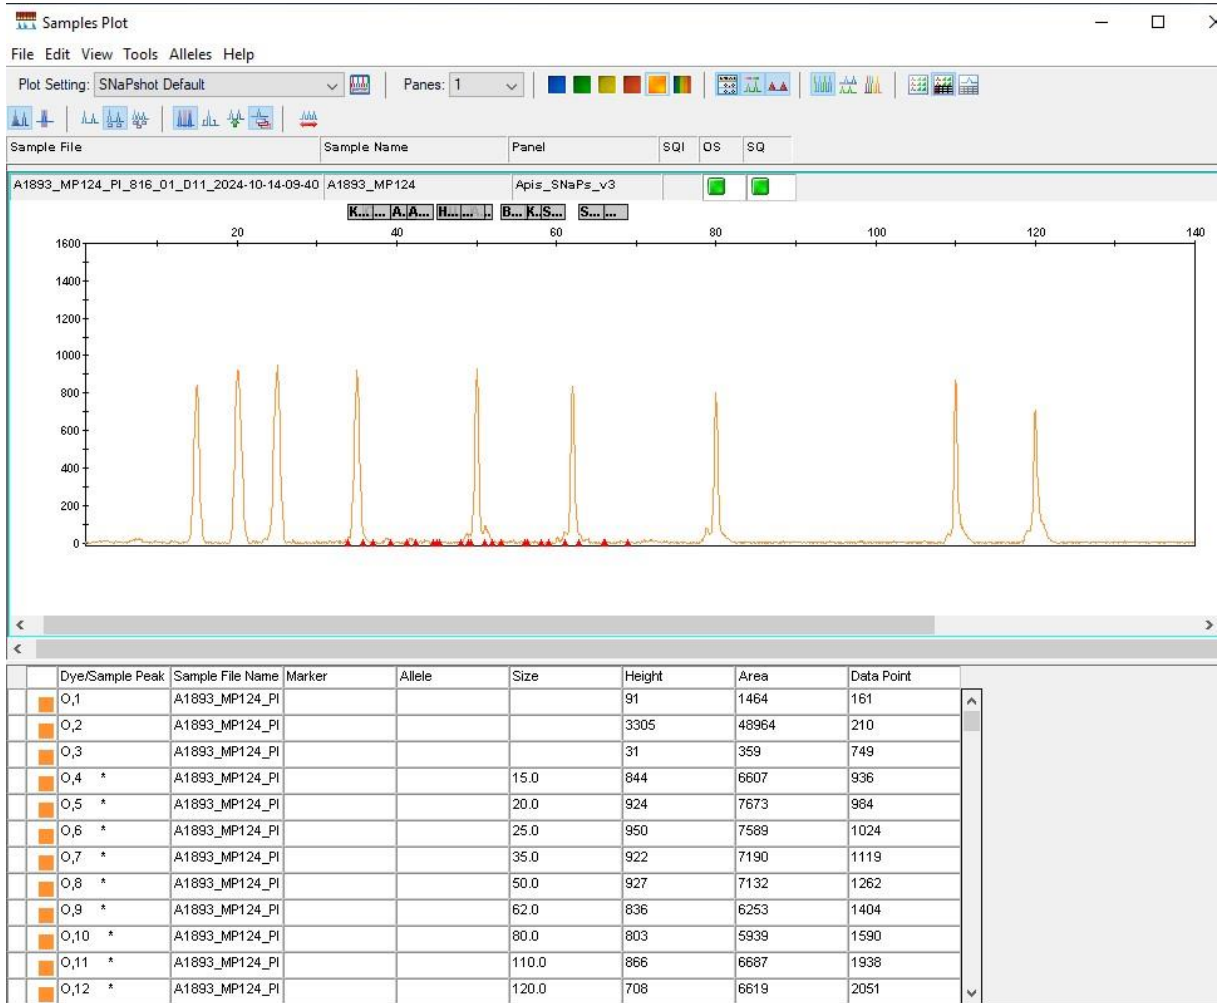 Samples Plot
File Edit View Tools Alleles Help
Plot Setting: SNaPshot Default Panes: 1
Sample File Sample Name Panel SQI OS SQ
A1893_MP124_PI_816_01_D11_2024-10-14-09-40 A1893_MP124 Apis_SNaPs_v3
K... ... A. A... H... ... .. B... K. S... S... ...
20 40 60 80 100 120 140
1600
1400
1200
1000
800
600
400
200
0
Dye/Sample Peak Sample File Name Marker Allele Size Height Area Data Point
O,1 A1893_MP124_PI 91 1464 161
O,2 A1893_MP124_PI 3305 48964 210
O,3 A1893_MP124_PI 31 359 749
O,4 * A1893_MP124_PI 15.0 844 6607 936
O,5 * A1893_MP124_PI 20.0 924 7673 984
O,6 * A1893_MP124_PI 25.0 950 7589 1024
O,7 * A1893_MP124_PI 35.0 922 7190 1119
O,8 * A1893_MP124_PI 50.0 927 7132 1262
O,9 * A1893_MP124_PI 62.0 836 6253 1404
O,10 * A1893_MP124_PI 80.0 803 5939 1590
O,11 * A1893_MP124_PI 110.0 866 6687 1938
O,12 * A1893_MP124_PI 120.0 708 6619 2051